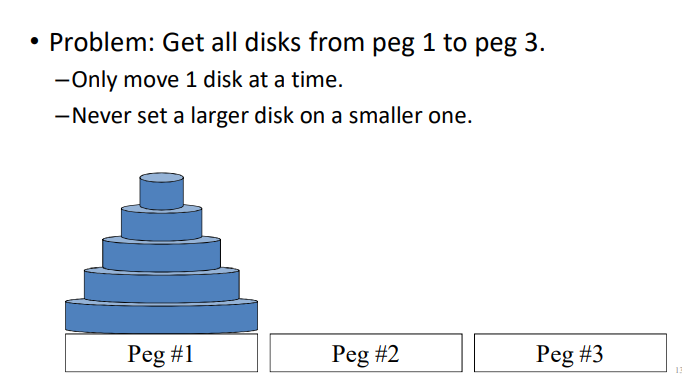 • Problem: Get all disks from peg 1 to peg 3.
–Only move 1 disk at a time.
–Never set a larger disk on a smaller one.
Peg #1 Peg #2 Peg #3